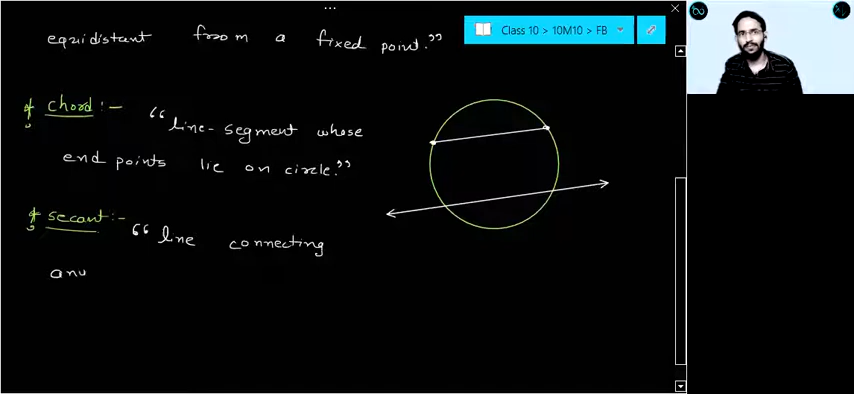 equidistant from a fixed point."
Class 10 > 10M10 > FB
* chord :- "line-segment whose
end points lie on circle."
* secant :- "line connecting
any